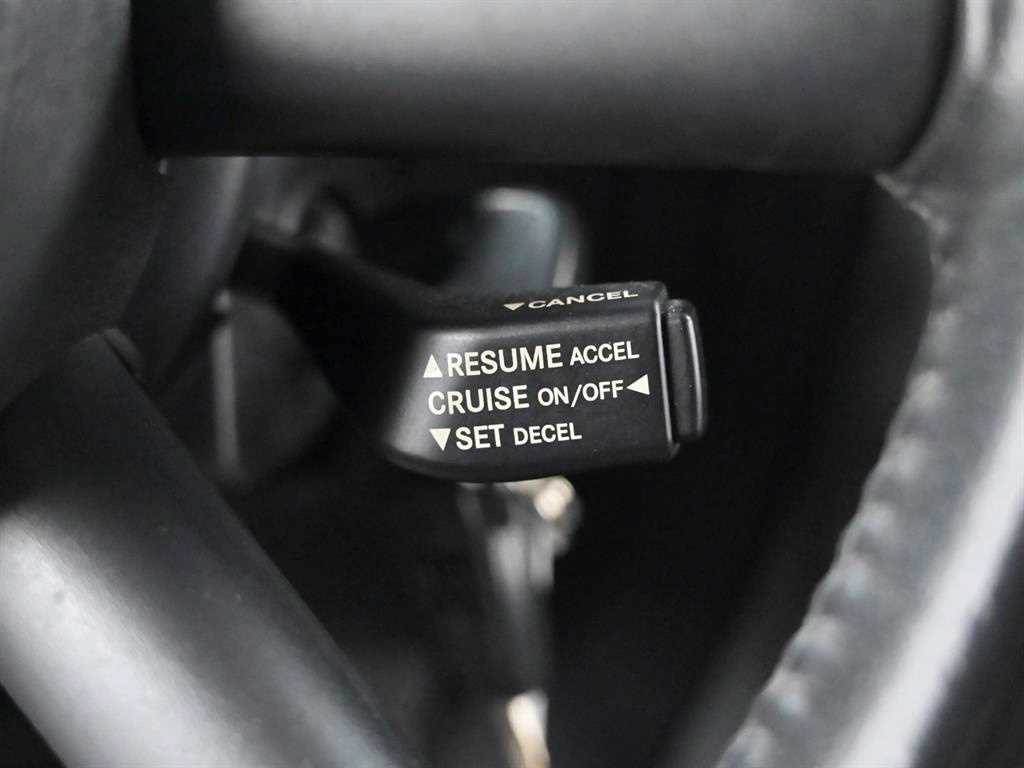 ▼CANCEL
▲RESUME ACCEL
CRUISE ON/OFF◀
▼SET DECEL